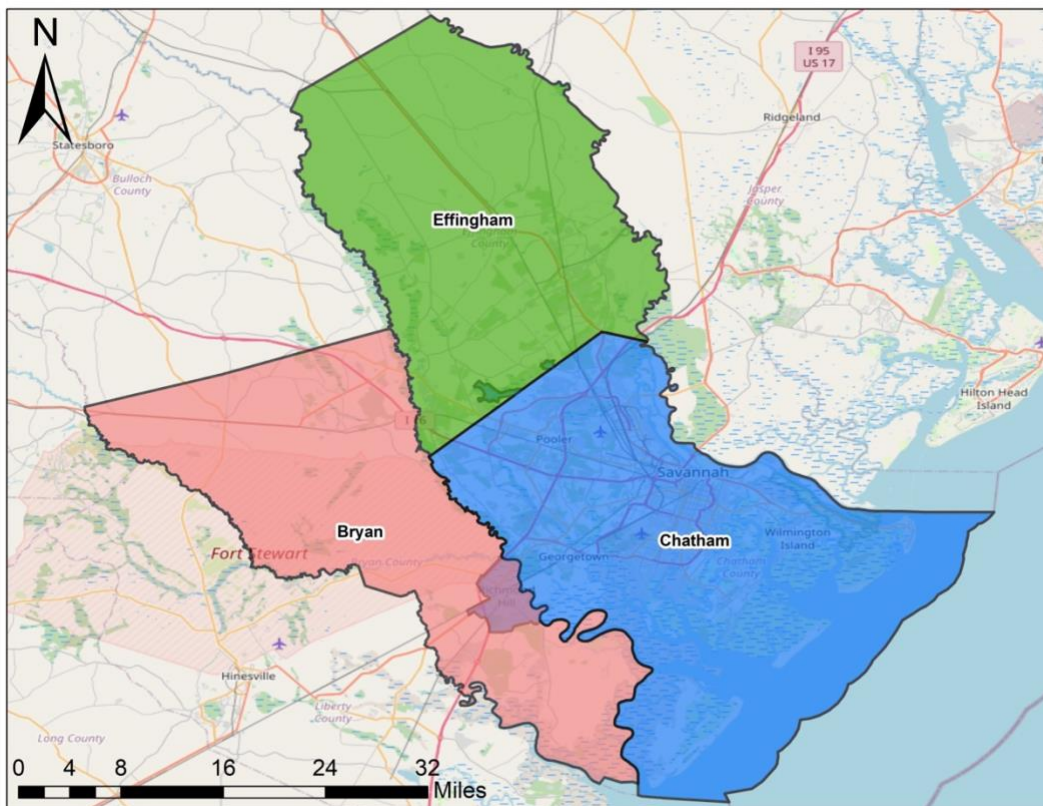 N
I 95
US 17
Ridgeland
Statesboro
Bulloch
County
Jasper
County
Effingham
County
Hilton Head
Island
I 16
Pooler
Savannah
Bryan
Chatham
Wilmington
Island
Fort Stewart
Bryan County
Georgetown
Chatham
County
Richmond
Hill
Hinesville
Liberty
County
Long County
0 4 8 16 24 32
Miles